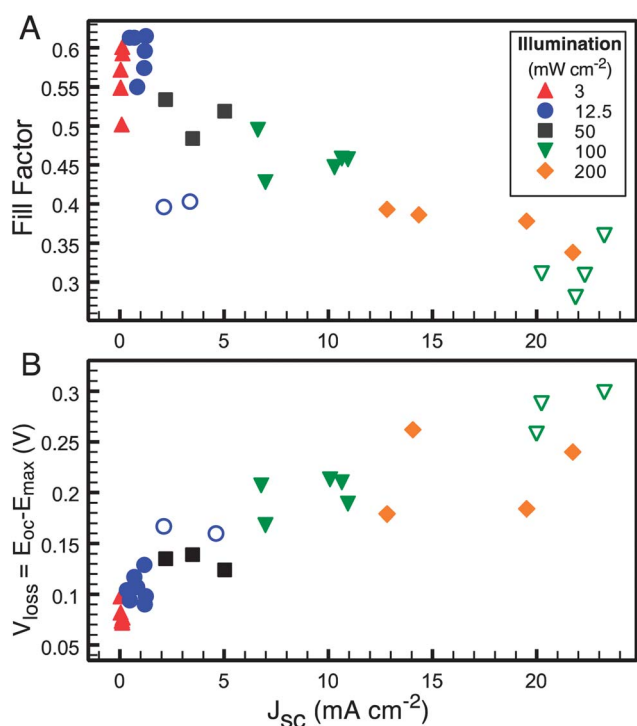 A
Fill Factor
0.6
0.55
0.5
0.45
0.4
0.35
0.3
Illumination
(mW cm⁻²)
3
12.5
50
100
200
0 5 10 15 20
B
V_loss = E_oc-E_max (V)
0.3
0.25
0.2
0.15
0.1
0.05
0 5 10 15 20
J_SC (mA cm⁻²)